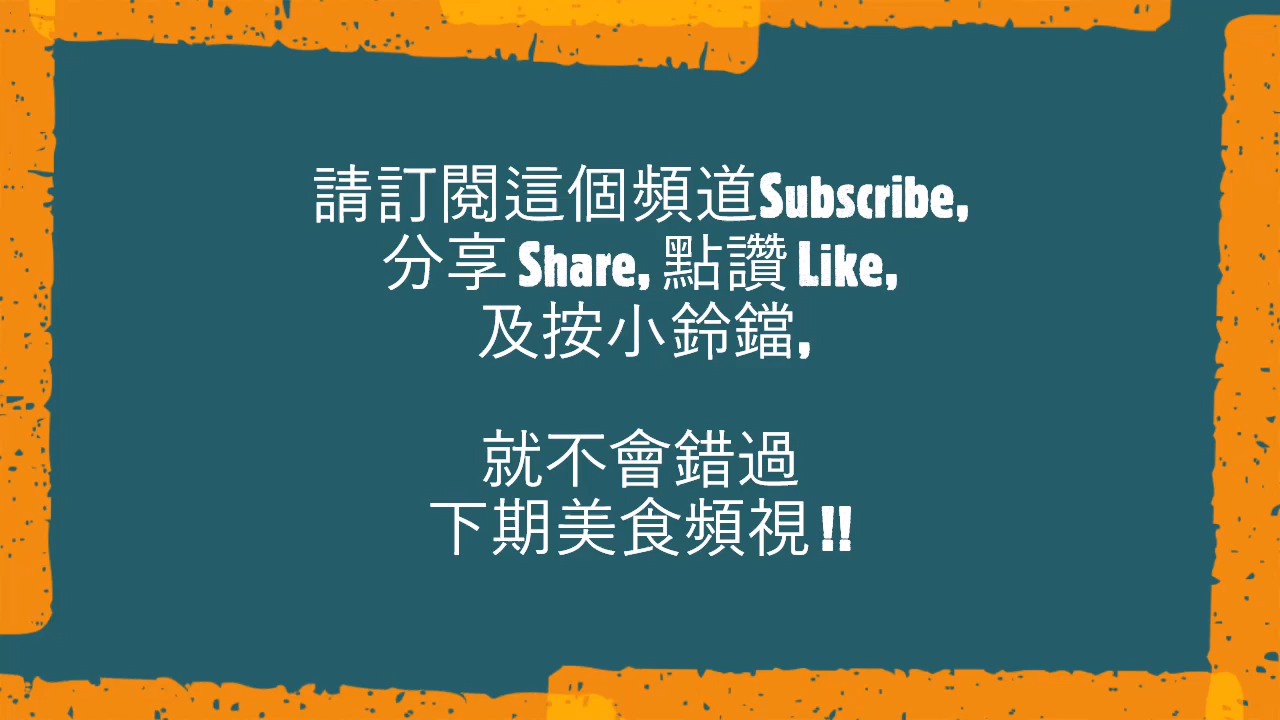 請訂閱這個頻道Subscribe,
分享 Share, 點讚 Like,
及按小鈴鐺,
就不會錯過
下期美食頻視 !!